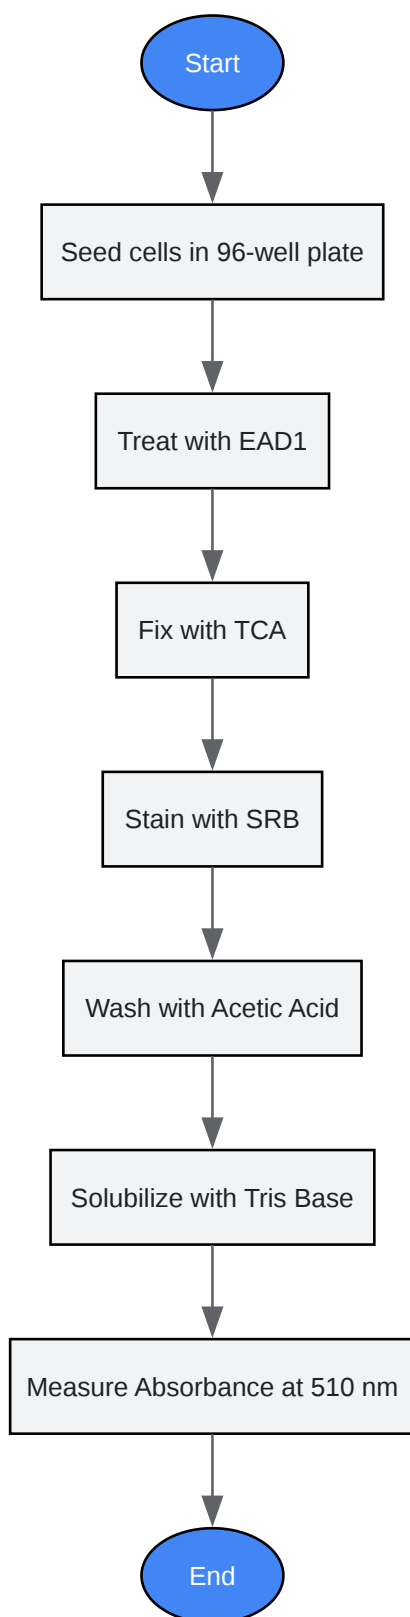 Start
Seed cells in 96-well plate
Treat with EAD1
Fix with TCA
Stain with SRB
Wash with Acetic Acid
Solubilize with Tris Base
Measure Absorbance at 510 nm
End